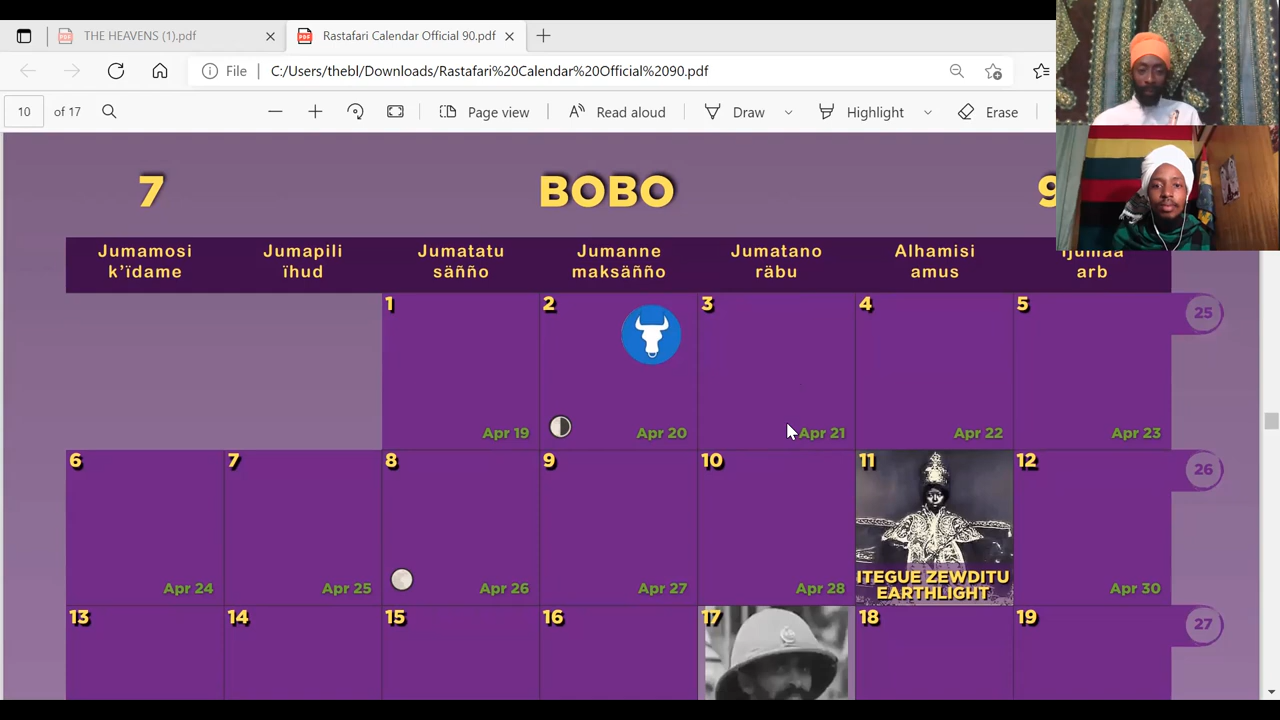 THE HEAVENS (1).pdf
Rastafari Calendar Official 90.pdf
File
C:/Users/thebl/Downloads/Rastafari%20Calendar%20Official%2090.pdf
10 of 17
Page view
Read aloud
Draw
Highlight
Erase
7
BOBO
9
Jumamosi
k'ïdame
Jumapili
ïhud
Jumatatu
säñño
Jumanne
maksäñño
Jumatano
räbu
Alhamisi
amus
Ijumaa
arb
1
2
3
4
5
25
Apr 19
Apr 20
Apr 21
Apr 22
Apr 23
6
7
8
9
10
11
12
26
ITEGUE ZEWDITU
EARTHLIGHT
Apr 24
Apr 25
Apr 26
Apr 27
Apr 28
Apr 30
13
14
15
16
17
18
19
27